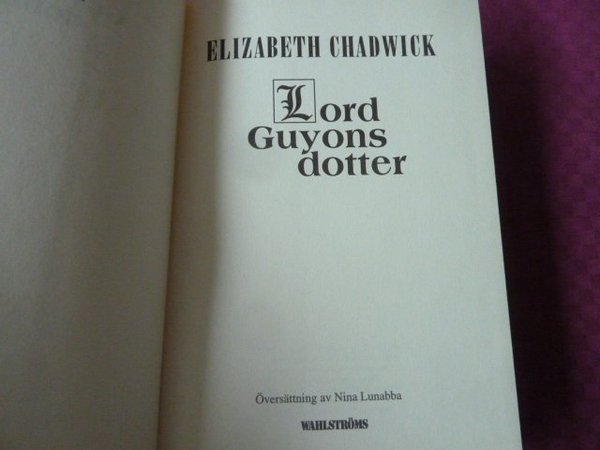 ELIZABETH CHADWICK
Lord
Guyons
dotter
Översättning av Nina Lunabba
WAHLSTRÖMS